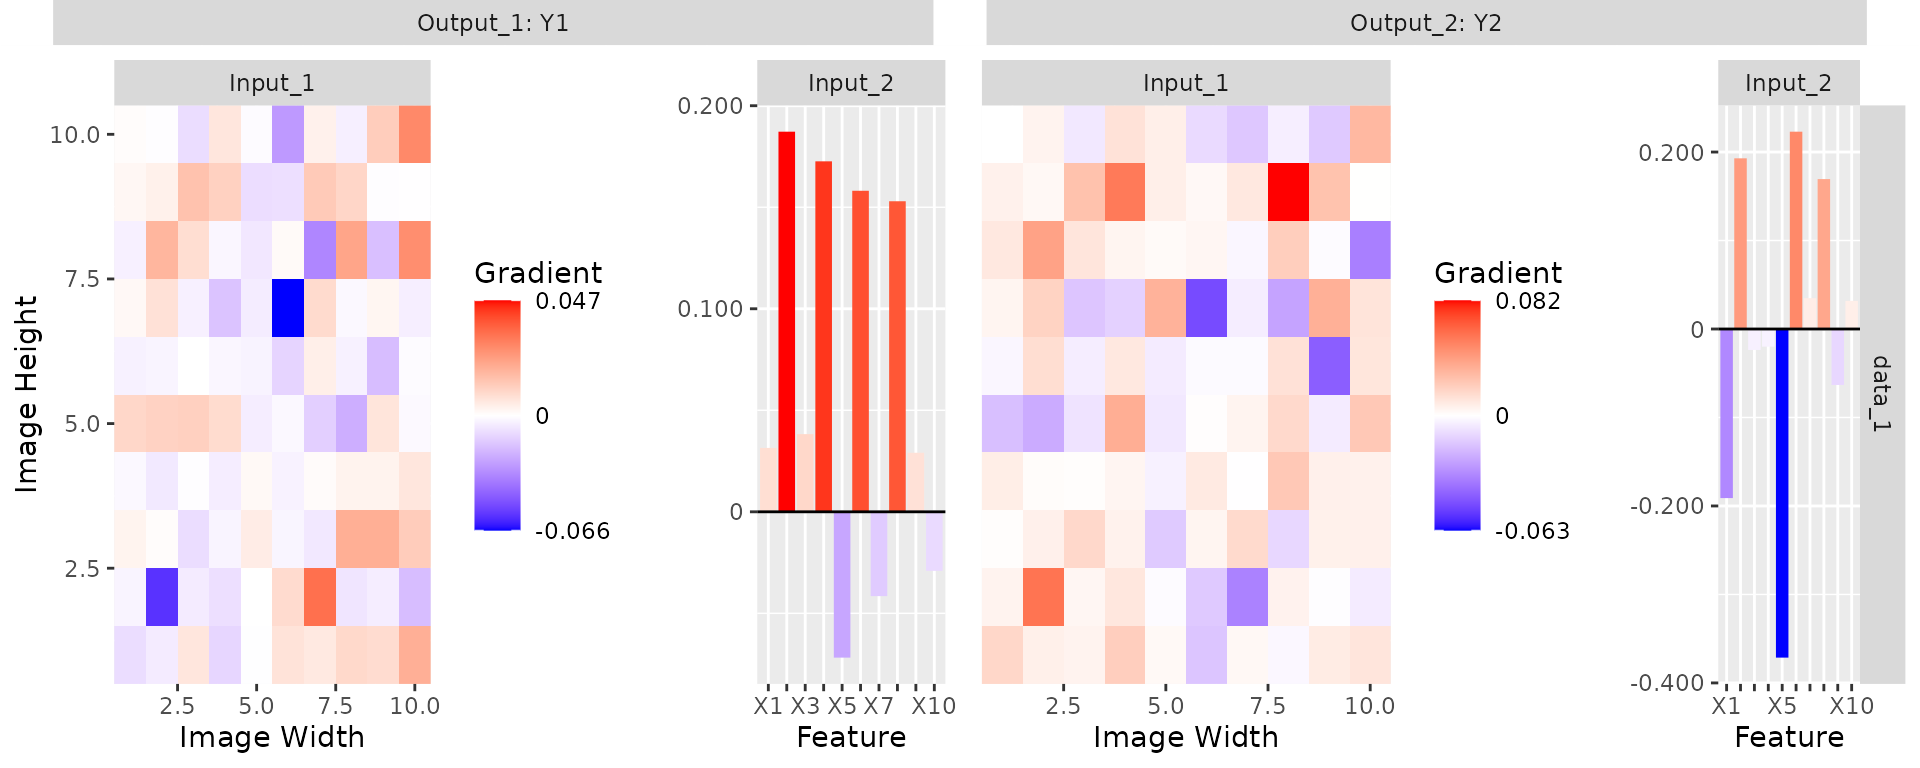 Output_1: Y1
Output_2: Y2
Input_1
Input_2
Input_1
Input_2
10.0
7.5
5.0
2.5
Image Height
2.5 5.0 7.5 10.0
Image Width
Gradient
0.047
0
-0.066
0.200
0.100
0
X1 X3 X5 X7 X10
Feature
2.5 5.0 7.5 10.0
Image Width
Gradient
0.082
0
-0.063
0.200
0
-0.200
-0.400
X1 X5 X10
Feature
data_1